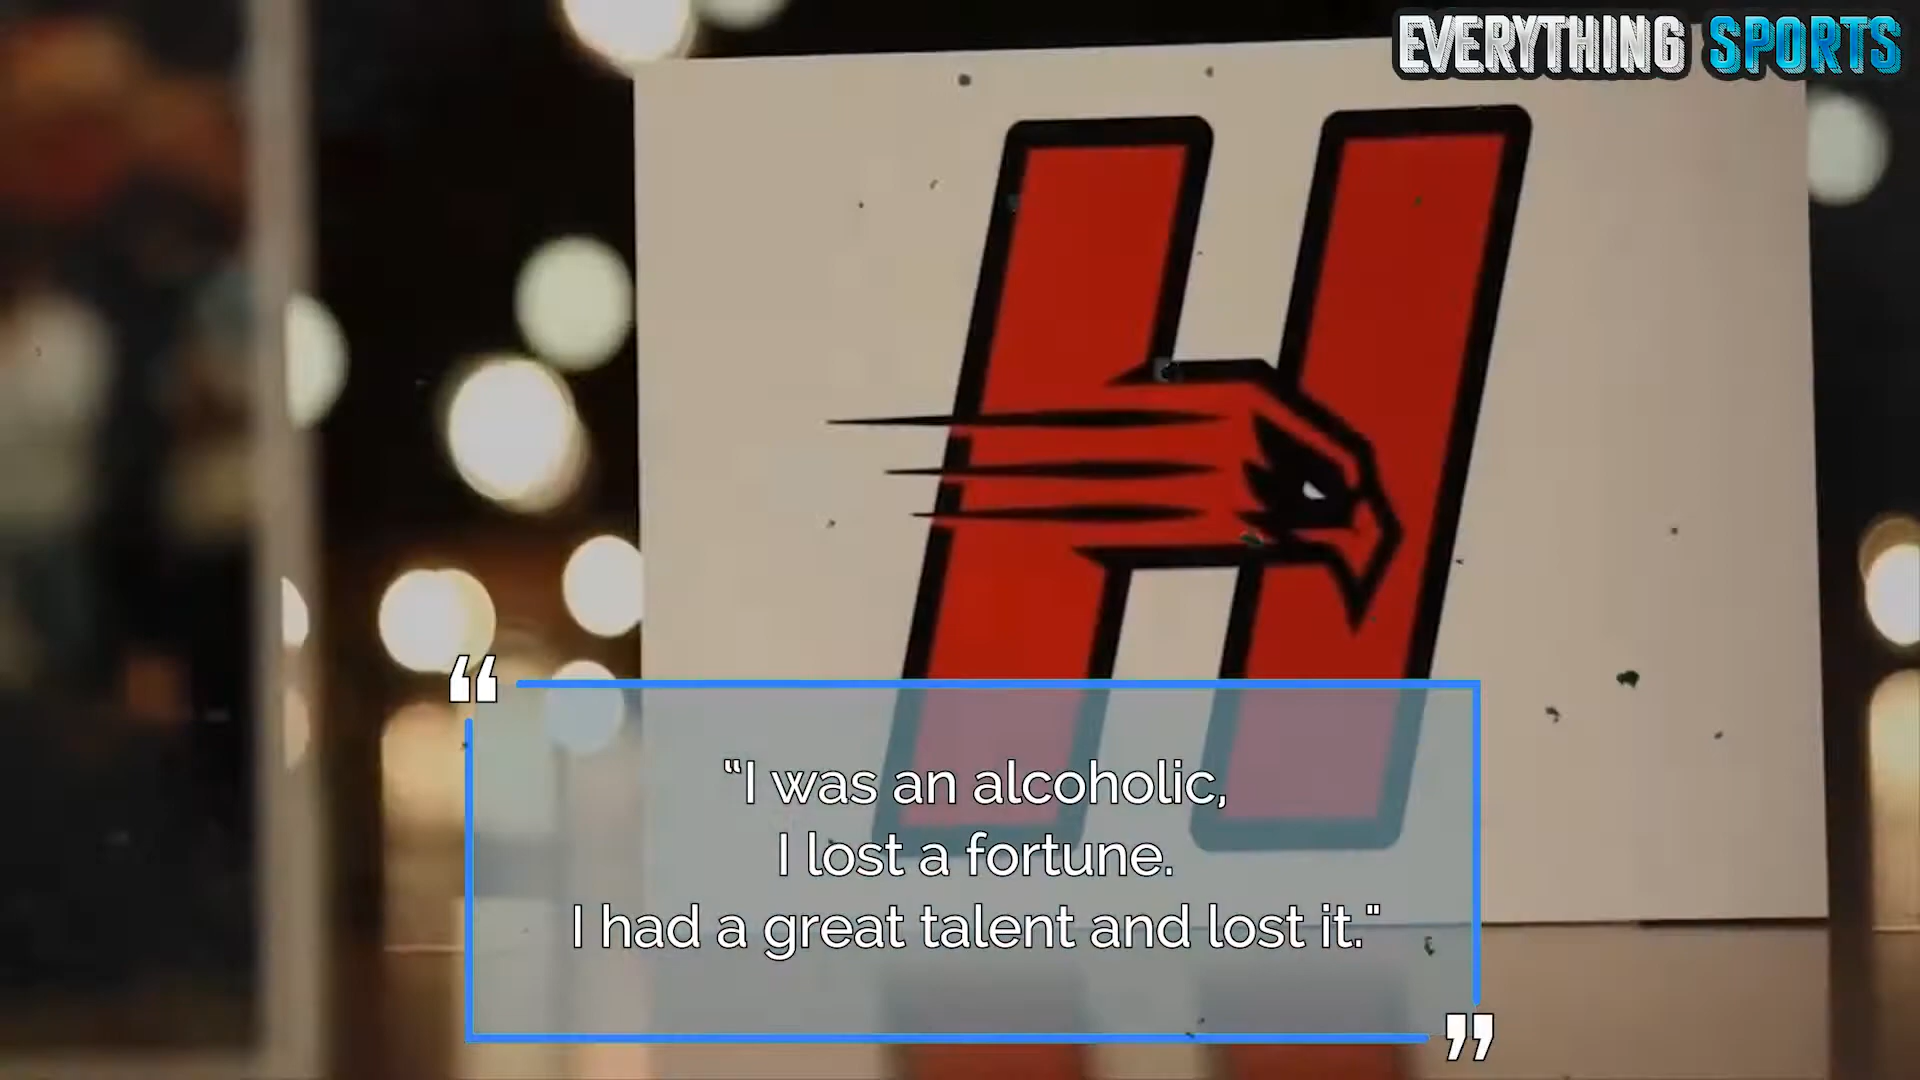 EVERYTHING SPORTS
H
“
“I was an alcoholic,
I lost a fortune.
I had a great talent and lost it."
”